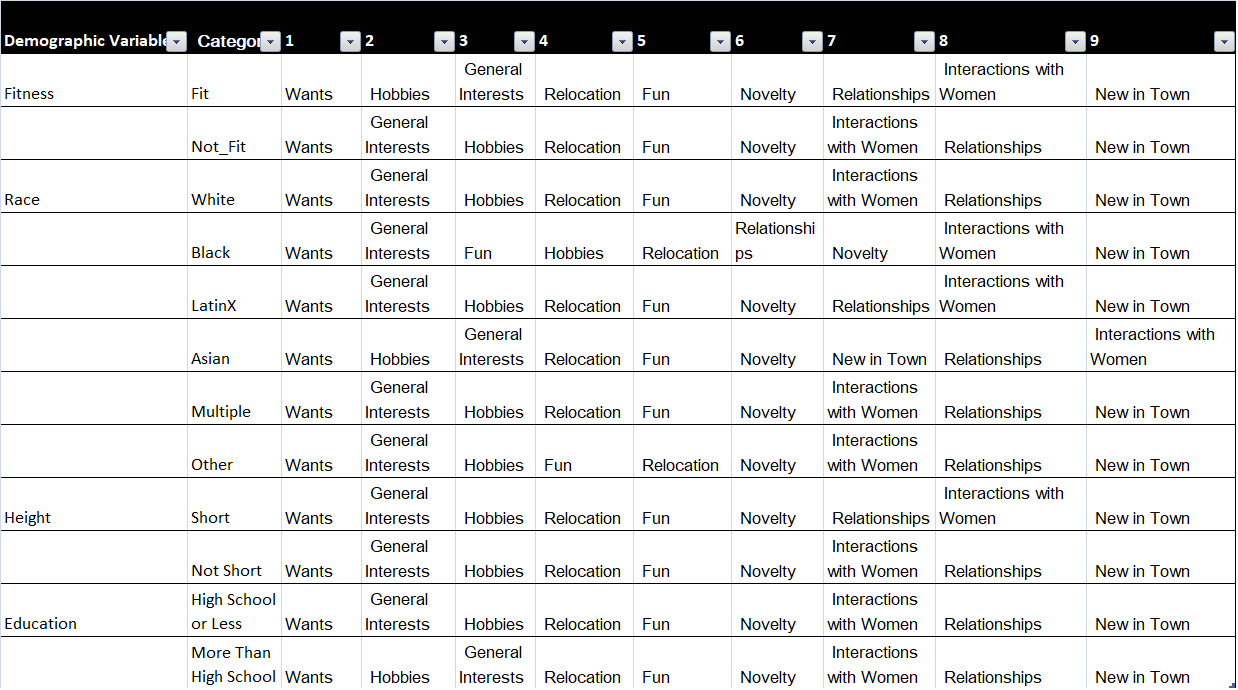 Demographic Variable Categor 1 2 3 4 5 6 7 8 9
General Interactions with
Fitness Fit Wants Hobbies Interests Relocation Fun Novelty Relationships Women New in Town
General Interactions
Not_Fit Wants Interests Hobbies Relocation Fun Novelty with Women Relationships New in Town
General Interactions
Race White Wants Interests Hobbies Relocation Fun Novelty with Women Relationships New in Town
General Relationshi Interactions with
Black Wants Interests Fun Hobbies Relocation ps Novelty Women New in Town
General Interactions with
LatinX Wants Interests Hobbies Relocation Fun Novelty Relationships Women New in Town
General Interactions with
Asian Wants Hobbies Interests Relocation Fun Novelty New in Town Relationships Women
General Interactions
Multiple Wants Interests Hobbies Relocation Fun Novelty with Women Relationships New in Town
General Interactions
Other Wants Interests Hobbies Fun Relocation Novelty with Women Relationships New in Town
General Interactions with
Height Short Wants Interests Hobbies Relocation Fun Novelty Relationships Women New in Town
General Interactions
Not Short Wants Interests Hobbies Relocation Fun Novelty with Women Relationships New in Town
High School General Interactions
Education or Less Wants Interests Hobbies Relocation Fun Novelty with Women Relationships New in Town
More Than General Interactions
High School Wants Hobbies Interests Relocation Fun Novelty with Women Relationships New in Town